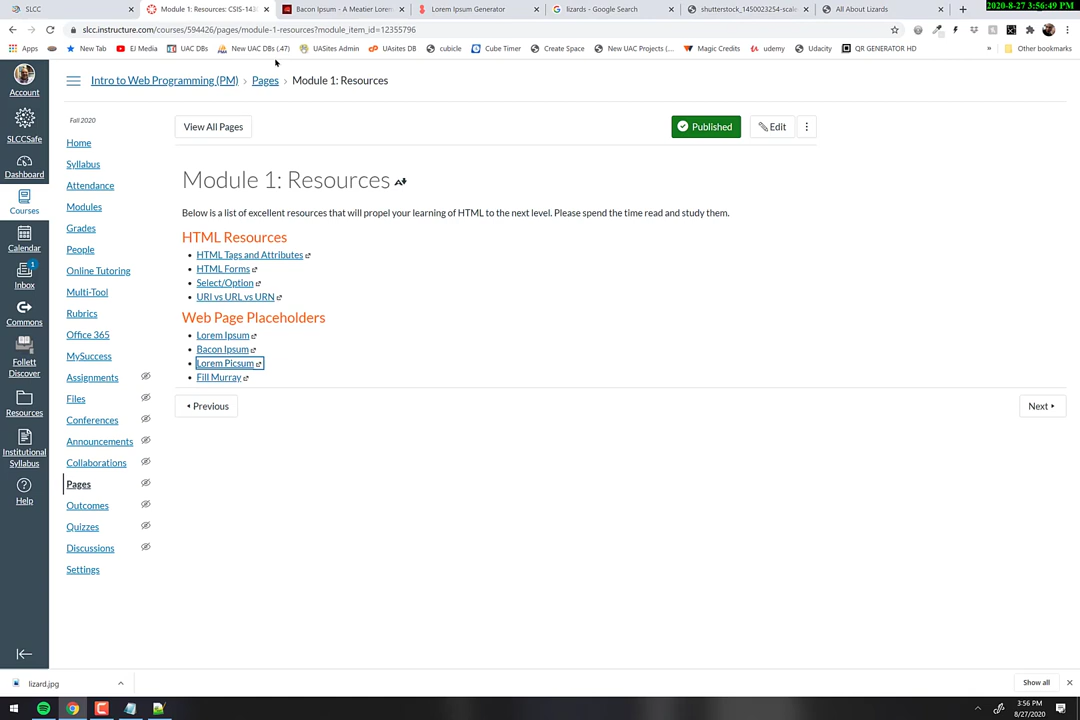 SLCC
Module 1: Resources: CSIS-143
Bacon Ipsum - A Meatier Lorem
Lorem Ipsum Generator
lizards - Google Search
shutterstock_1450023254-scale
All About Lizards
2020-8-27 3:56:49 PM
slcc.instructure.com/courses/594426/pages/module-1-resources?module_item_id=12355796
Apps
New Tab
EJ Media
UAC DBs
New UAC DBs (.47)
UASites Admin
UAsites DB
cubicle
Cube Timer
Create Space
New UAC Projects (...
Magic Credits
udemy
Udacity
QR GENERATOR HD
»
Other bookmarks
Intro to Web Programming (PM) › Pages › Module 1: Resources
Account
SLCCSafe
Dashboard
Courses
Calendar
1
Inbox
Commons
Follett
Discover
Resources
Institutional
Syllabus
Help
Fall 2020
Home
Syllabus
Attendance
Modules
Grades
People
Online Tutoring
Multi-Tool
Rubrics
Office 365
MySuccess
Assignments
Files
Conferences
Announcements
Collaborations
Pages
Outcomes
Quizzes
Discussions
Settings
View All Pages
Published
Edit
Module 1: Resources
Below is a list of excellent resources that will propel your learning of HTML to the next level. Please spend the time read and study them.
HTML Resources
• HTML Tags and Attributes
• HTML Forms
• Select/Option
• URI vs URL vs URN
Web Page Placeholders
• Lorem Ipsum
• Bacon Ipsum
• Lorem Picsum
• Fill Murray
Previous
Next
lizard.jpg
Show all
3:56 PM
8/27/2020